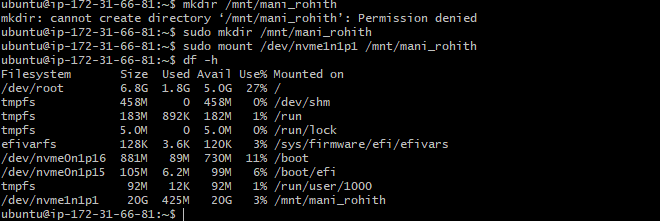 ubuntu@ip-172-31-66-81:~$ mkdir /mnt/mani_rohith
mkdir: cannot create directory ‘/mnt/mani_rohith’: Permission denied
ubuntu@ip-172-31-66-81:~$ sudo mkdir /mnt/mani_rohith
ubuntu@ip-172-31-66-81:~$ sudo mount /dev/nvme1n1p1 /mnt/mani_rohith
ubuntu@ip-172-31-66-81:~$ df -h
Filesystem Size Used Avail Use% Mounted on
/dev/root 6.8G 1.8G 5.0G 27% /
tmpfs 458M 0 458M 0% /dev/shm
tmpfs 183M 892K 182M 1% /run
tmpfs 5.0M 0 5.0M 0% /run/lock
efivarfs 128K 3.6K 120K 3% /sys/firmware/efi/efivars
/dev/nvme0n1p16 881M 89M 730M 11% /boot
/dev/nvme0n1p15 105M 6.2M 99M 6% /boot/efi
tmpfs 92M 12K 92M 1% /run/user/1000
/dev/nvme1n1p1 20G 425M 20G 3% /mnt/mani_rohith
ubuntu@ip-172-31-66-81:~$